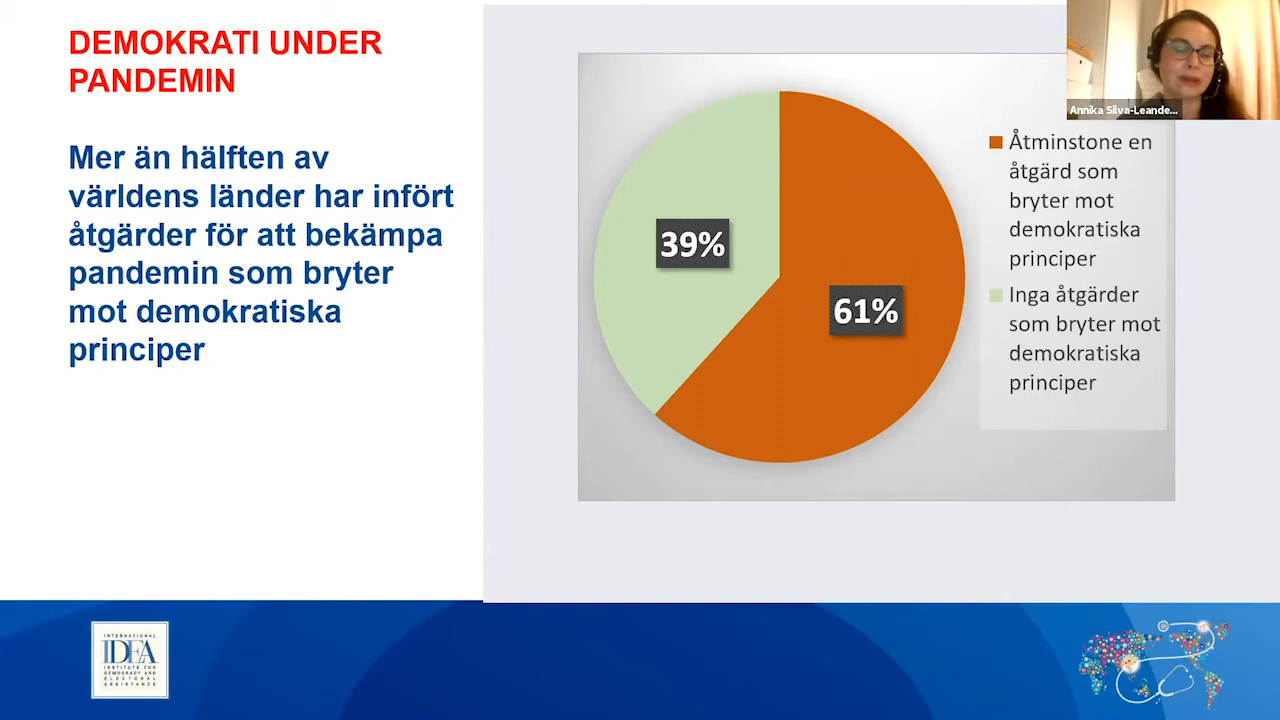 DEMOKRATI UNDER
PANDEMIN
Mer än hälften av
världens länder har infört
åtgärder för att bekämpa
pandemin som bryter
mot demokratiska
principer
39%
61%
Åtminstone en
åtgärd som
bryter mot
demokratiska
principer
Inga åtgärder
som bryter mot
demokratiska
principer
Annika Silva-Leande...
INTERNATIONAL
IDEA
INSTITUTE FOR
DEMOCRACY AND
ELECTORAL
ASSISTANCE